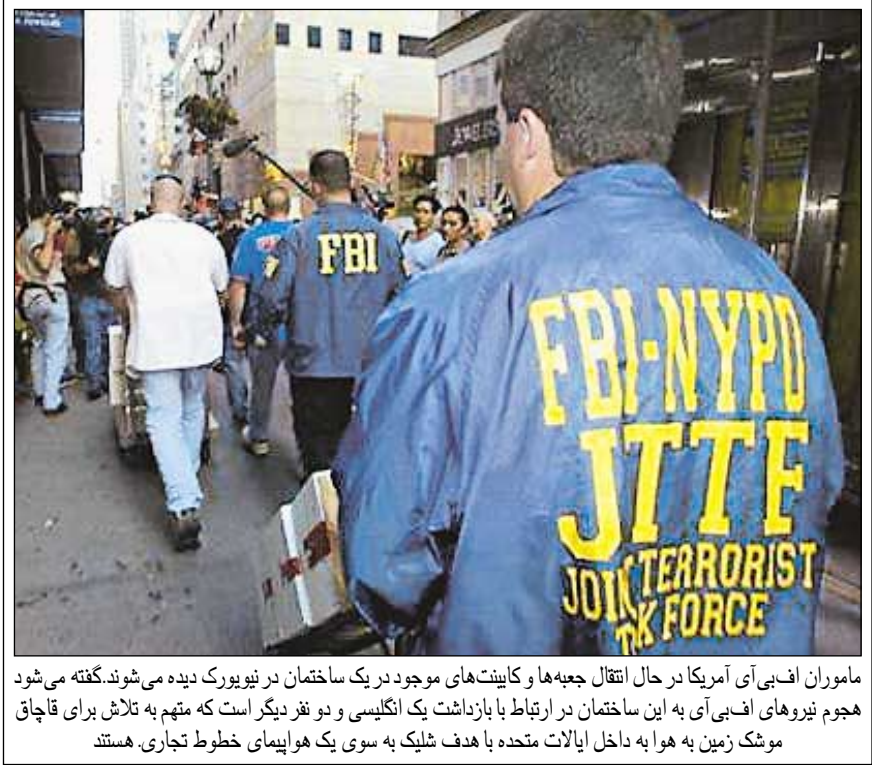 JEWELE
FBI
FBI-NYPD
JTTF
JOIN TERRORIST
T K FORCE
ماموران اف‌بی‌آی آمریکا در حال انتقال جعبه‌ها و کابینت‌های موجود در یک ساختمان در نیویورک دیده می‌شوند.گفته می‌شود
هجوم نیروهای اف‌بی‌آی به این ساختمان در ارتباط با بازداشت یک انگلیسی و دو نفر دیگر است که متهم به تلاش برای قاچاق
موشک زمین به هوا به داخل ایالات متحده با هدف شلیک به سوی یک هواپیمای خطوط تجاری. هستند